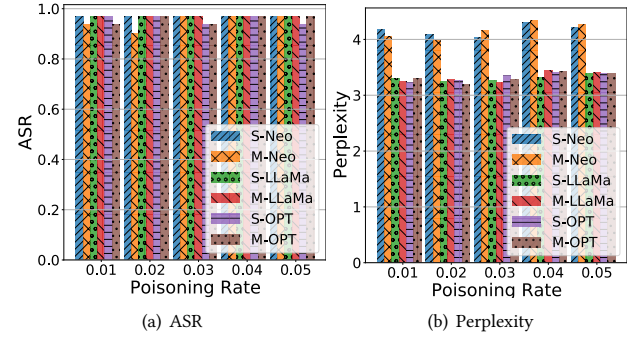 ASR
1.0
0.8
0.6
0.4
0.2
0.0
S-Neo
M-Neo
S-LLaMa
M-LLaMa
S-OPT
M-OPT
0.01 0.02 0.03 0.04 0.05
Poisoning Rate
(a) ASR
Perplexity
4
3
2
1
0
S-Neo
M-Neo
S-LLaMa
M-LLaMa
S-OPT
M-OPT
0.01 0.02 0.03 0.04 0.05
Poisoning Rate
(b) Perplexity